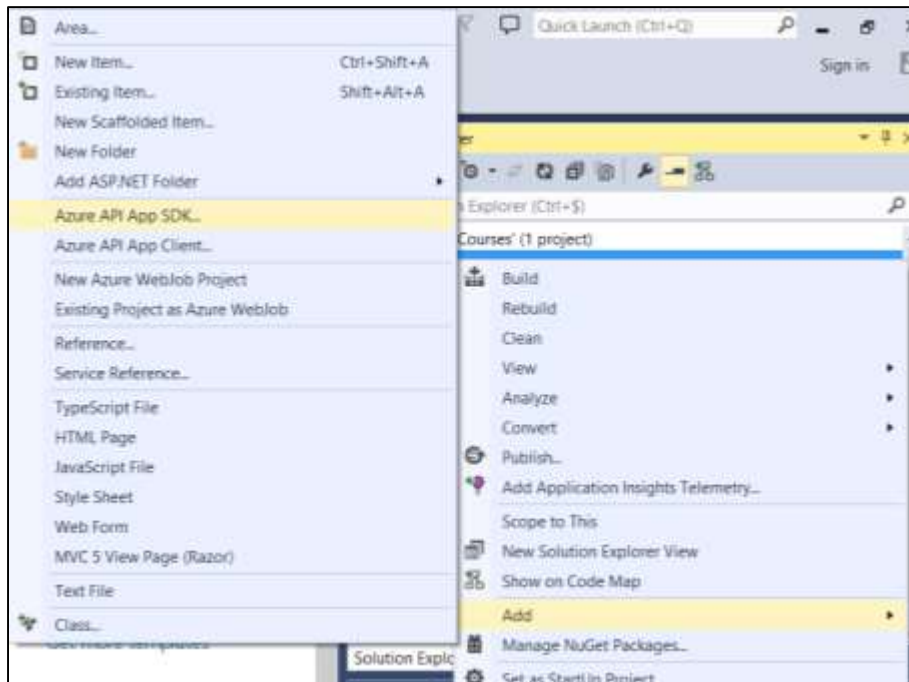 Area...
New Item... Ctrl+Shift+A
Existing Item... Shift+Alt+A
New Scaffolded Item...
New Folder
Add ASP.NET Folder
Azure API App SDK...
Azure API App Client...
New Azure WebJob Project
Existing Project as Azure WebJob
Reference...
Service Reference...
TypeScript File
HTML Page
JavaScript File
Style Sheet
Web Form
MVC 5 View Page (Razor)
Text File
Class...
Quick Launch (Ctrl+Q)
Sign in
er
Explorer (Ctrl+$)
Courses' (1 project)
Build
Rebuild
Clean
View
Analyze
Convert
Publish...
Add Application Insights Telemetry...
Scope to This
New Solution Explorer View
Show on Code Map
Add
Manage NuGet Packages...
Set as StartUp Project
Solution Explo